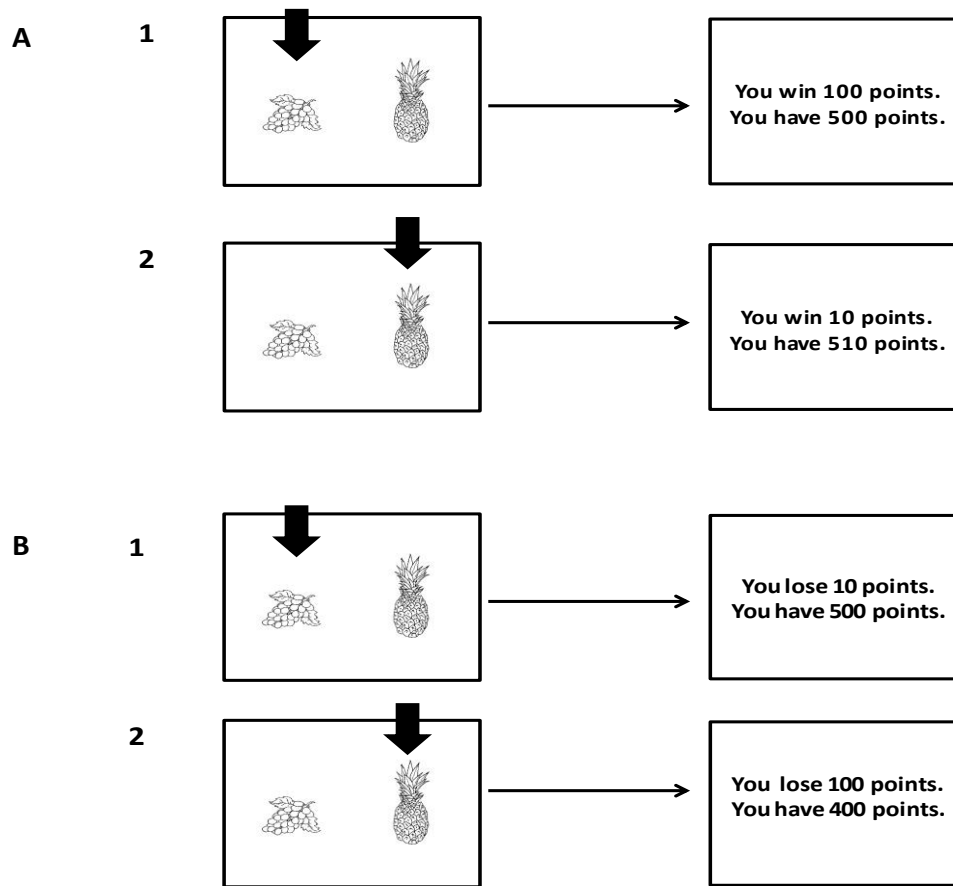 A
1
You win 100 points.
You have 500 points.
2
You win 10 points.
You have 510 points.
B
1
You lose 10 points.
You have 500 points.
2
You lose 100 points.
You have 400 points.